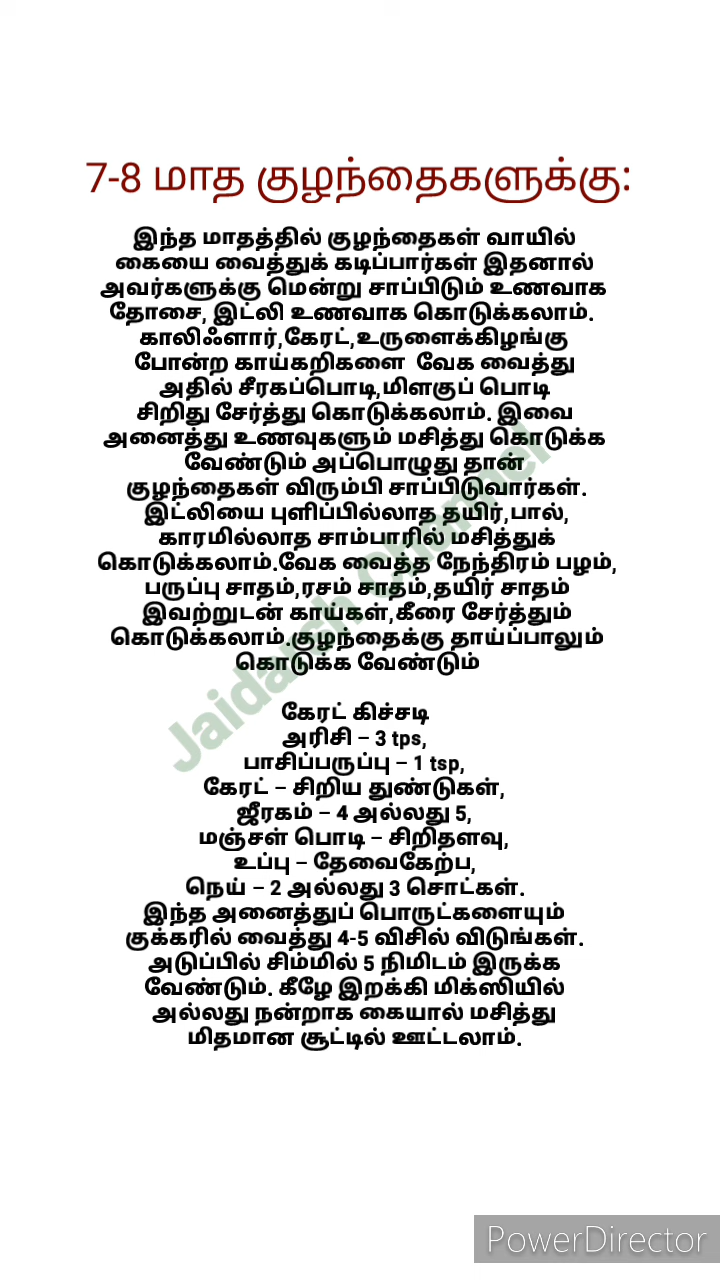 7-8 மாத குழந்தைகளுக்கு:
இந்த மாதத்தில் குழந்தைகள் வாயில்
கையை வைத்துக் கடிப்பார்கள் இதனால்
அவர்களுக்கு மென்று சாப்பிடும் உணவாக
தோசை, இட்லி உணவாக கொடுக்கலாம்.
காலிஃளார்,கேரட்,உருளைக்கிழங்கு
போன்ற காய்கறிகளை வேக வைத்து
அதில் சீரகப்பொடி,மிளகுப் பொடி
சிறிது சேர்த்து கொடுக்கலாம். இவை
அனைத்து உணவுகளும் மசித்து கொடுக்க
வேண்டும் அப்பொழுது தான்
குழந்தைகள் விரும்பி சாப்பிடுவார்கள்.
இட்லியை புளிப்பில்லாத தயிர்,பால்,
காரமில்லாத சாம்பாரில் மசித்துக்
கொடுக்கலாம்.வேக வைத்த நேந்திரம் பழம்,
பருப்பு சாதம்,ரசம் சாதம்,தயிர் சாதம்
இவற்றுடன் காய்கள்,கீரை சேர்த்தும்
கொடுக்கலாம்.குழந்தைக்கு தாய்ப்பாலும்
கொடுக்க வேண்டும்
Jaidarsh Channel
கேரட் கிச்சடி
அரிசி – 3 tps,
பாசிப்பருப்பு – 1 tsp,
கேரட் – சிறிய துண்டுகள்,
ஜீரகம் – 4 அல்லது 5,
மஞ்சள் பொடி – சிறிதளவு,
உப்பு – தேவைகேற்ப,
நெய் – 2 அல்லது 3 சொட்கள்.
இந்த அனைத்துப் பொருட்களையும்
குக்கரில் வைத்து 4-5 விசில் விடுங்கள்.
அடுப்பில் சிம்மில் 5 நிமிடம் இருக்க
வேண்டும். கீழே இறக்கி மிக்ஸியில்
அல்லது நன்றாக கையால் மசித்து
மிதமான சூட்டில் ஊட்டலாம்.
PowerDirector